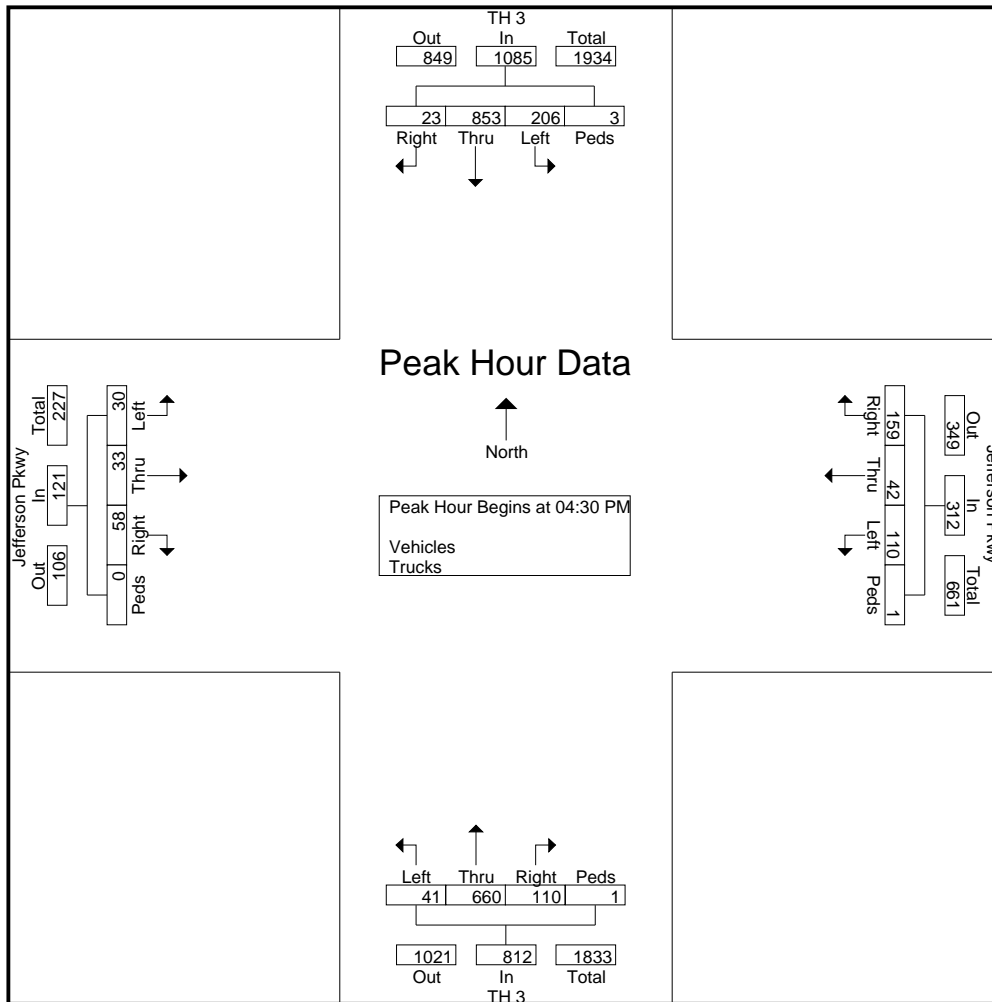 TH 3
Out In Total
849 1085 1934
23 853 206 3
Right Thru Left Peds
Peak Hour Data
North
Peak Hour Begins at 04:30 PM
Vehicles
Trucks
Jefferson Pkwy
Out In Total
106 121 227
Left Thru Right Peds
30 33 58 0
Right Thru Left Peds
159 42 110 1
Out In Total
349 312 661
Jefferson Pkwy
Left Thru Right Peds
41 660 110 1
1021 812 1833
Out In Total
TH 3